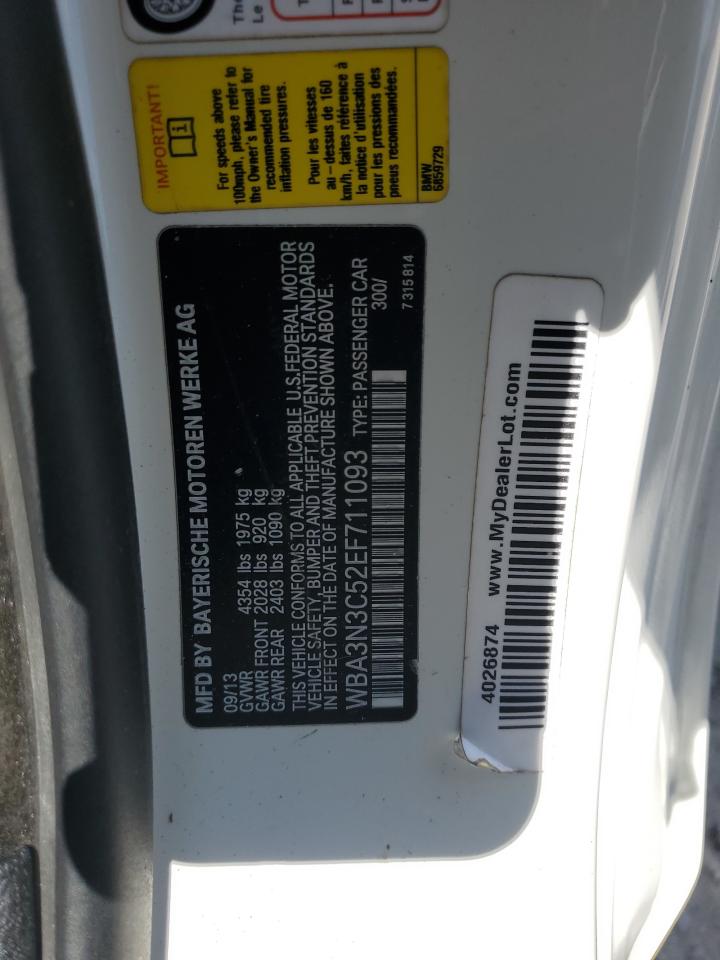 The
Le
IMPORTANT!
For speeds above
100mph, please refer to
the Owner's Manual for
recommended tire
inflation pressures.
Pour les vitesses
au - dessus de 160
km/h, faites référence à
la notice d'utilisation
pour les pressions des
pneus recommandées.
BMW
6859729
MFD BY BAYERISCHE MOTOREN WERKE AG
09/13
GVWR 4354 lbs 1975 kg
GAWR FRONT 2028 lbs 920 kg
GAWR REAR 2403 lbs 1090 kg
THIS VEHICLE CONFORMS TO ALL APPLICABLE U.S.FEDERAL MOTOR
VEHICLE SAFETY, BUMPER AND THEFT PREVENTION STANDARDS
IN EFFECT ON THE DATE OF MANUFACTURE SHOWN ABOVE.
WBA3N3C52EF711093 TYPE: PASSENGER CAR
300/
7 315 814
4026874 www.MyDealerLot.com